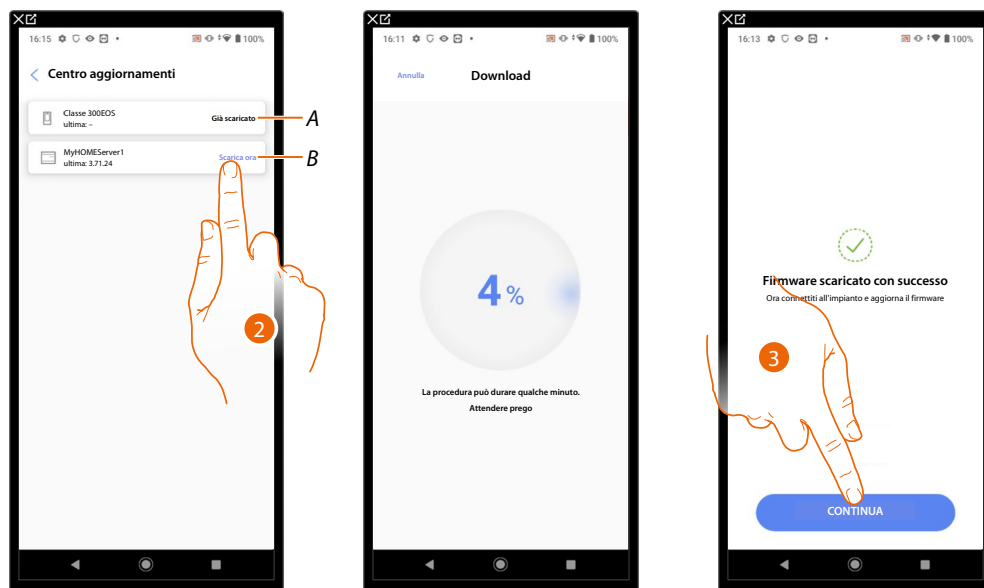 16:15
100%
Centro aggiornamenti
Classe 300EOS
ultima: –
Già scaricato
A
MyHOMEServer1
ultima: 3.71.24
Scarica ora
B
2
16:11
100%
Annulla
Download
4 %
La procedura può durare qualche minuto.
Attendere prego
16:13
100%
Firmware scaricato con successo
Ora connettiti all'impianto e aggiorna il firmware
3
CONTINUA